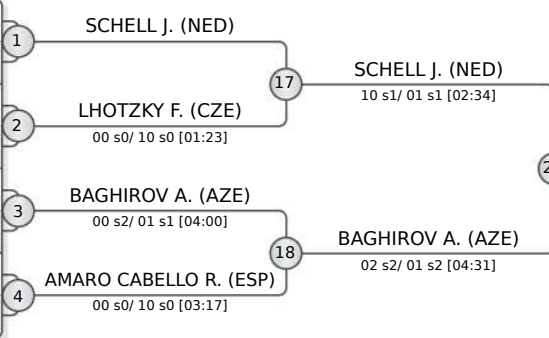 SCHELL J. (NED)
1
17
SCHELL J. (NED)
10 s1/ 01 s1 [02:34]
LHOTZKY F. (CZE)
2
00 s0/ 10 s0 [01:23]
BAGHIROV A. (AZE)
3
00 s2/ 01 s1 [04:00]
18
BAGHIROV A. (AZE)
02 s2/ 01 s2 [04:31]
AMARO CABELLO R. (ESP)
4
00 s0/ 10 s0 [03:17]